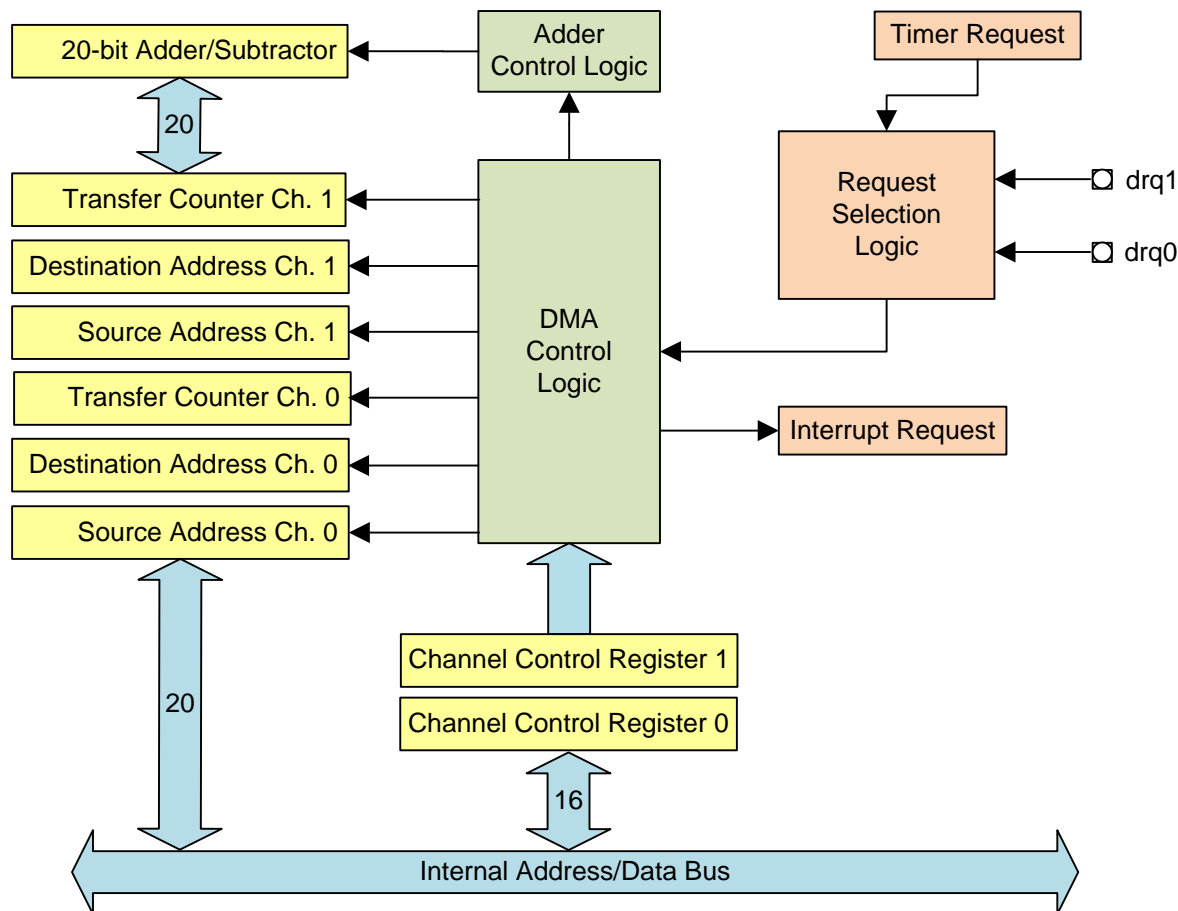 20-bit Adder/Subtractor
Adder
Control Logic
Timer Request
20
Transfer Counter Ch. 1
Destination Address Ch. 1
Source Address Ch. 1
Transfer Counter Ch. 0
Destination Address Ch. 0
Source Address Ch. 0
DMA
Control
Logic
Request
Selection
Logic
drq1
drq0
Interrupt Request
Channel Control Register 1
Channel Control Register 0
20
16
Internal Address/Data Bus